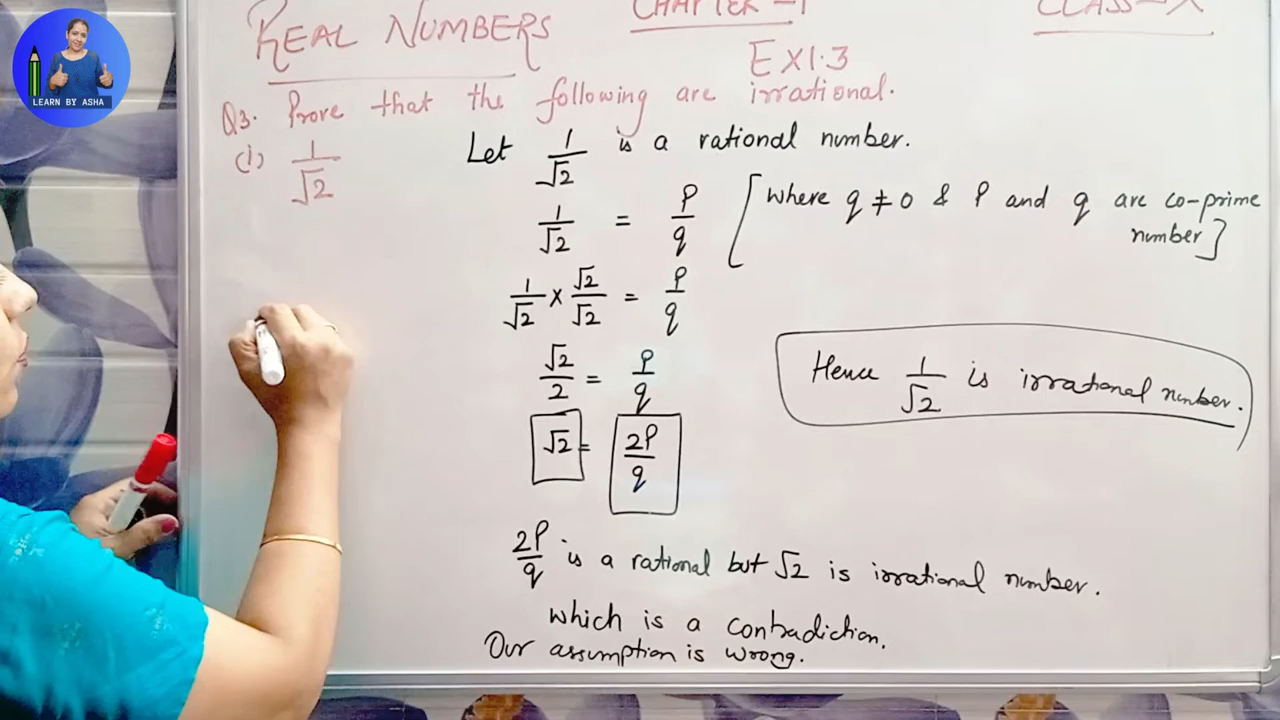 REAL NUMBERS CHAPTER-1 CLASS-X
EX1.3
LEARN BY ASHA
Q3. Prove that the following are irrational.
(i) 1/√2
Let 1/√2 is a rational number.
1/√2 = P/q [where q ≠ 0 & P and q are co-prime
number]
1/√2 × √2/√2 = P/q
√2/2 = P/q
Hence 1/√2 is irrational number.
√2 = 2P/q
2P/q is a rational but √2 is irrational number.
which is a contradiction.
Our assumption is wrong.